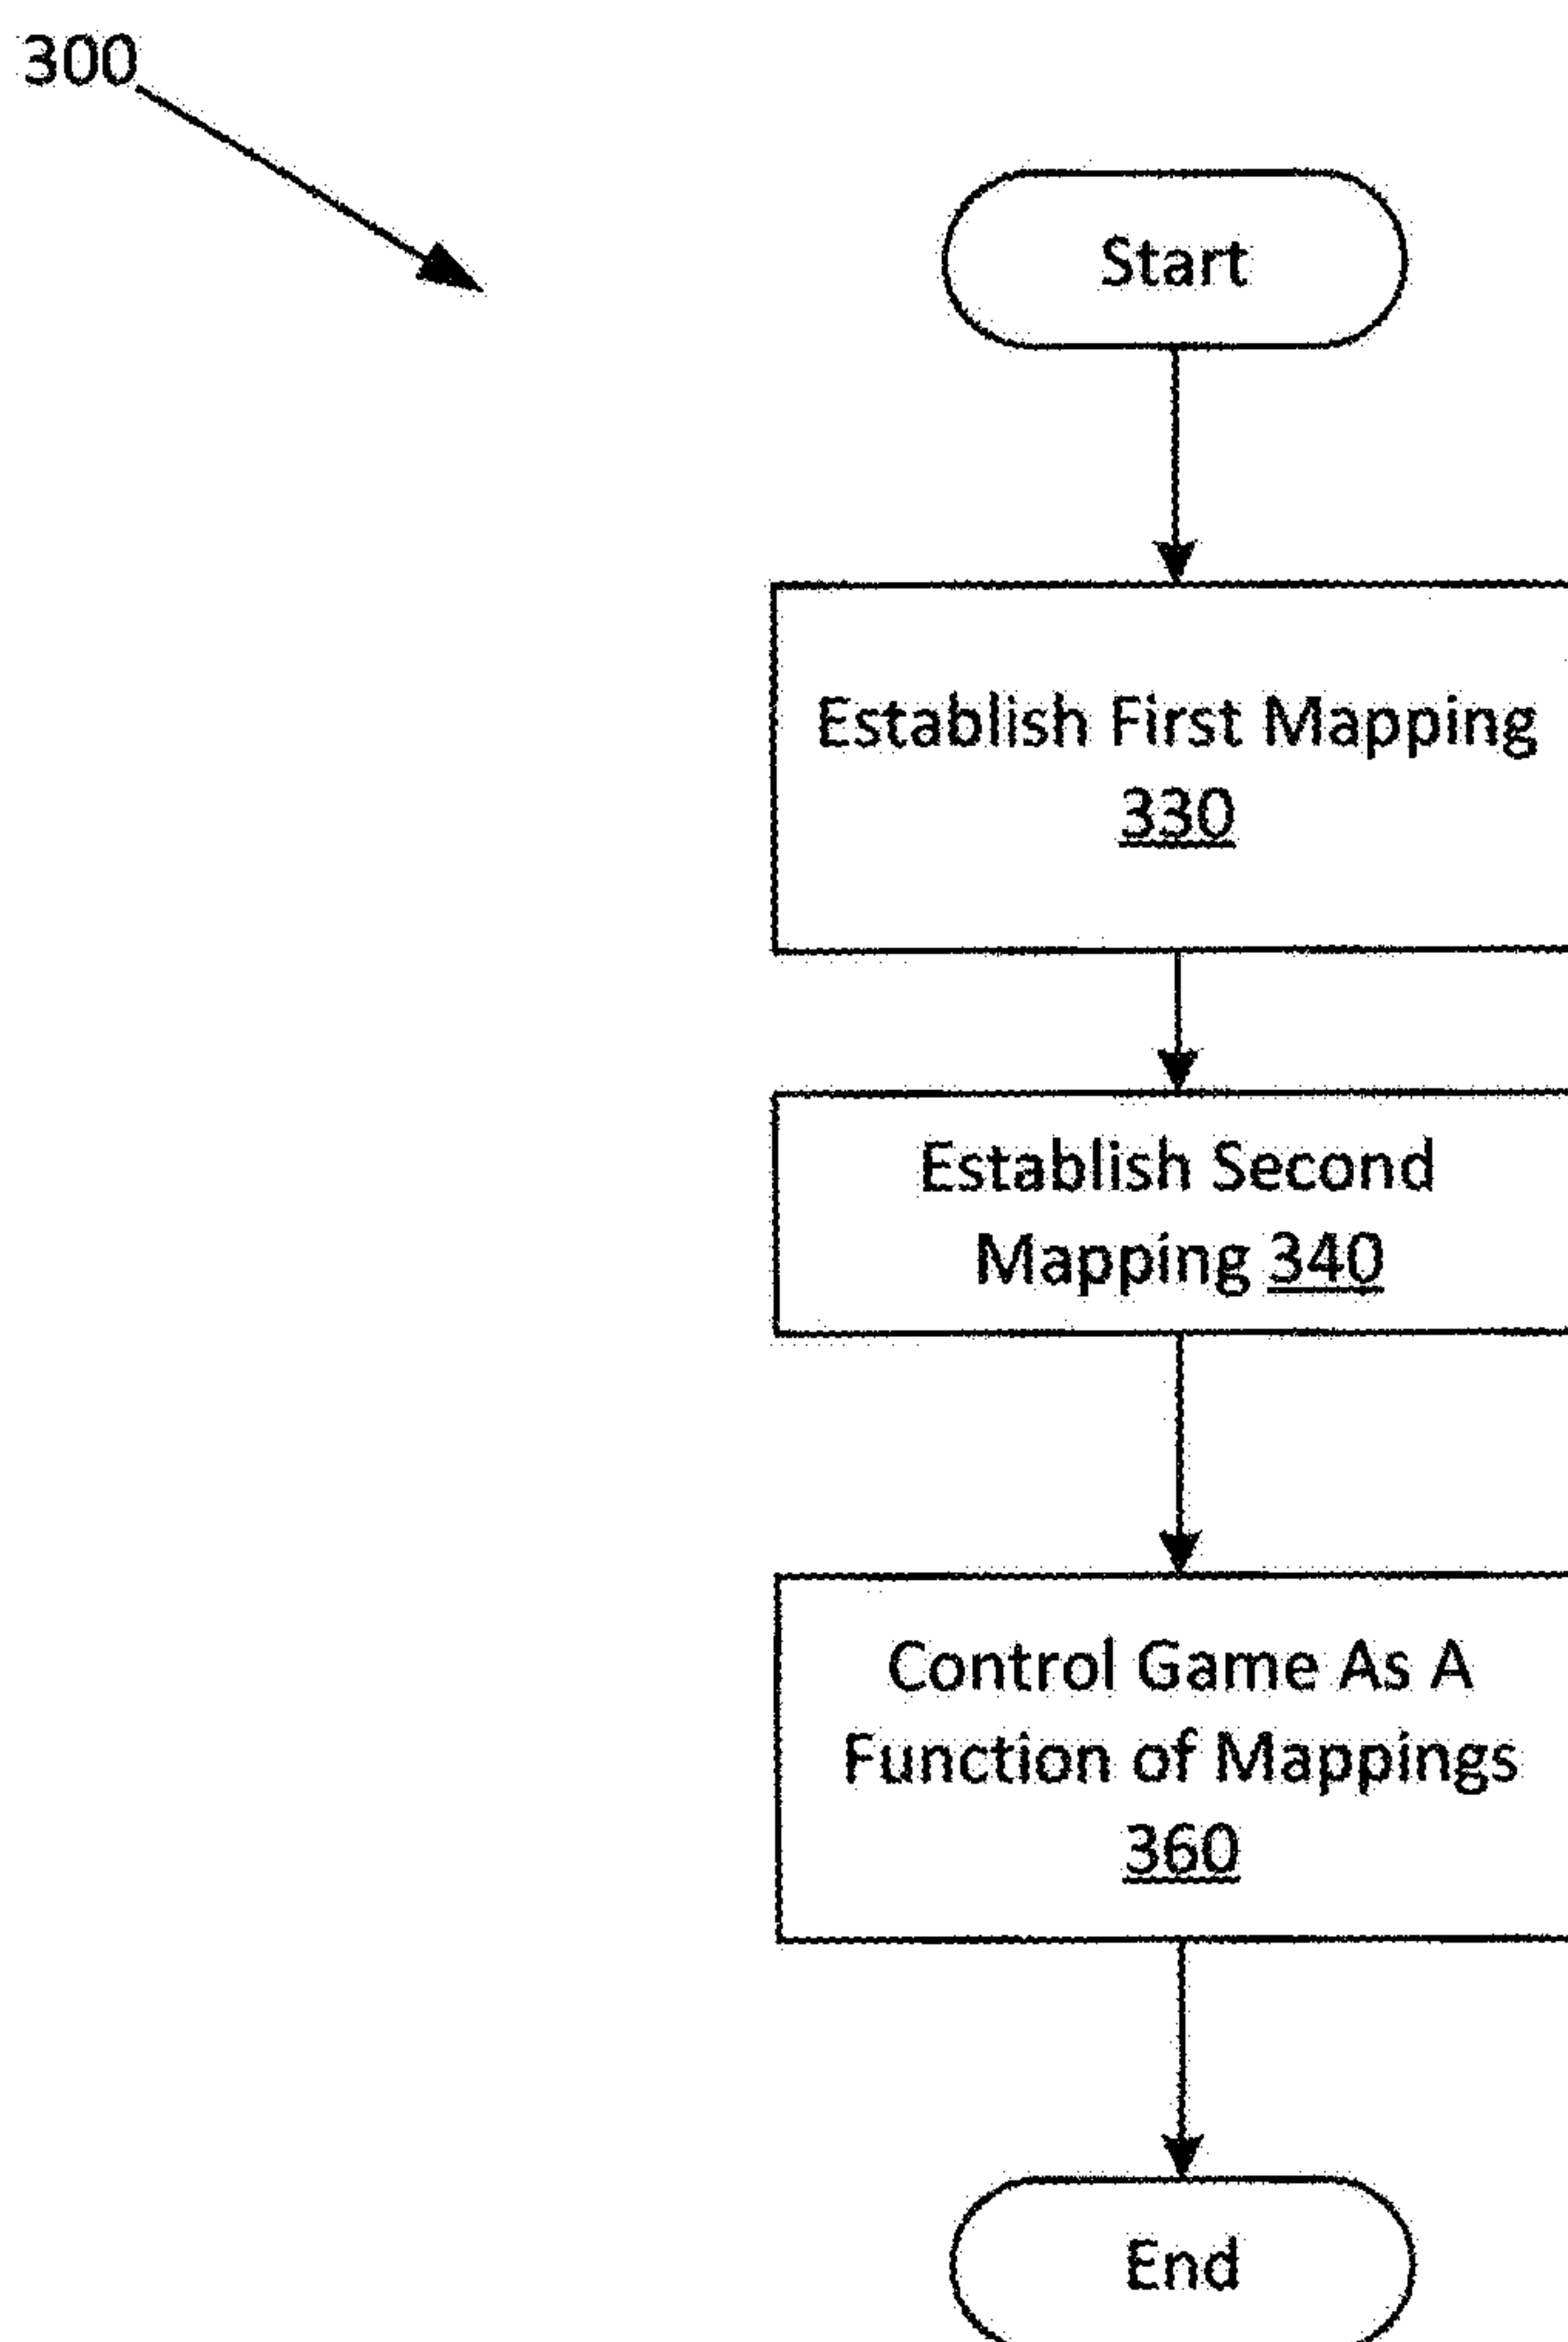 300
Start
Establish First Mapping
330
Establish Second
Mapping 340
Control Game As A
Function of Mappings
360
End